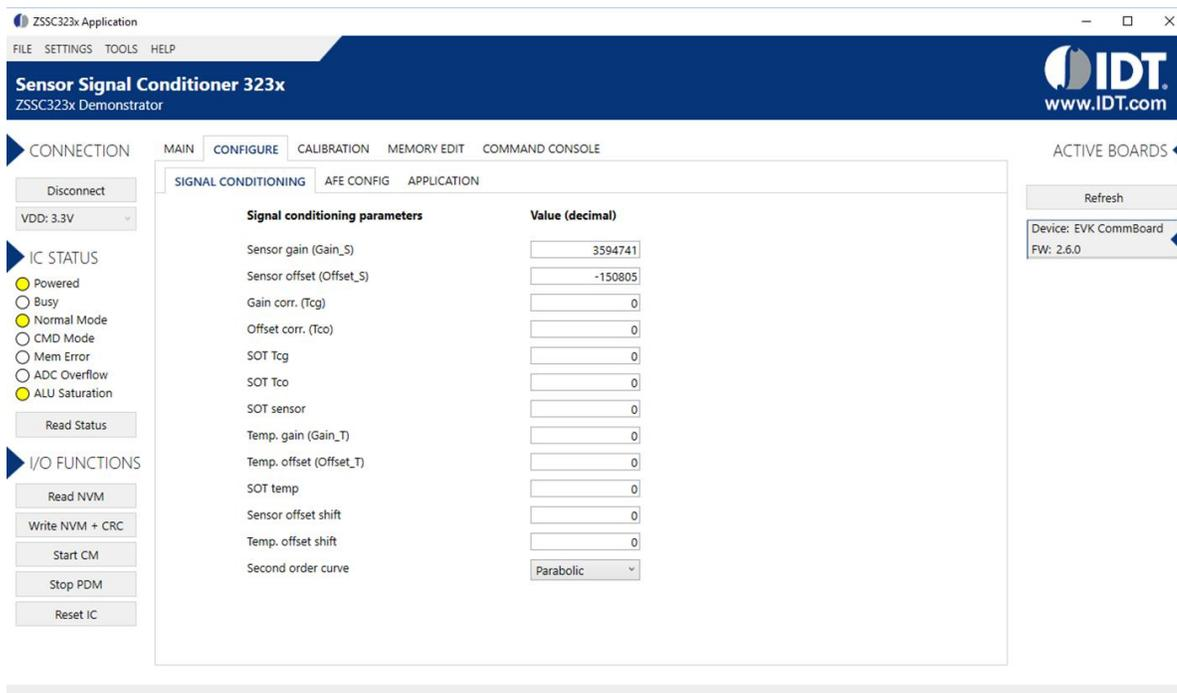 ZSSC323x Application
FILE SETTINGS TOOLS HELP
Sensor Signal Conditioner 323x
ZSSC323x Demonstrator
IDT.
www.IDT.com
CONNECTION
Disconnect
VDD: 3.3V
IC STATUS
Powered
Busy
Normal Mode
CMD Mode
Mem Error
ADC Overflow
ALU Saturation
Read Status
I/O FUNCTIONS
Read NVM
Write NVM + CRC
Start CM
Stop PDM
Reset IC
MAIN CONFIGURE CALIBRATION MEMORY EDIT COMMAND CONSOLE
SIGNAL CONDITIONING AFE CONFIG APPLICATION
Signal conditioning parameters Value (decimal)
Sensor gain (Gain_S) 3594741
Sensor offset (Offset_S) -150805
Gain corr. (Tcg) 0
Offset corr. (Tco) 0
SOT Tcg 0
SOT Tco 0
SOT sensor 0
Temp. gain (Gain_T) 0
Temp. offset (Offset_T) 0
SOT temp 0
Sensor offset shift 0
Temp. offset shift 0
Second order curve Parabolic
ACTIVE BOARDS
Refresh
Device: EVK CommBoard
FW: 2.6.0